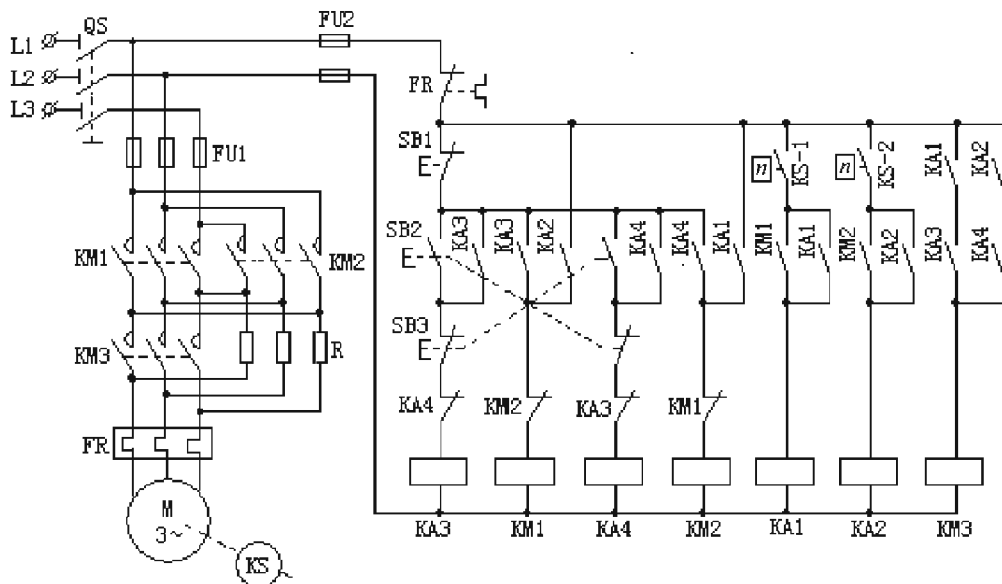 QS
FU2
L1
L2
L3
FR
SB1
FU1
n
KS-1
n
KS-2
KA1
KA2
KM1
KM2
SB2
KA3
KA3
KA2
KA4
KA4
KA1
KM1
KA1
KM2
KA2
KA3
KA4
SB3
KM3
R
KA4
KM2
KA3
KM1
FR
M
3~
KS
KA3
KM1
KA4
KM2
KA1
KA2
KM3